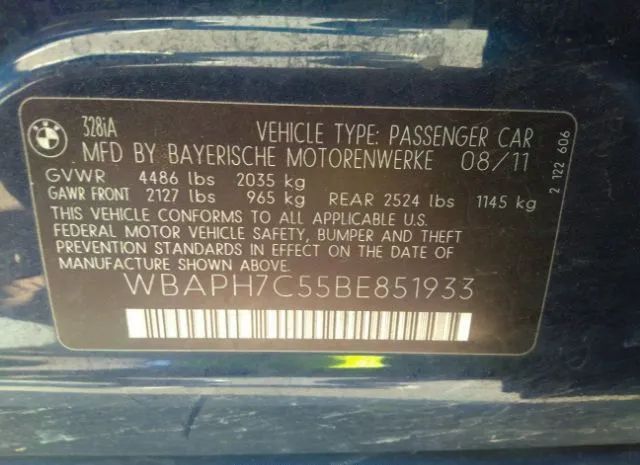 BMW
328iA
VEHICLE TYPE: PASSENGER CAR
MFD BY BAYERISCHE MOTORENWERKE 08/11
GVWR 4486 lbs 2035 kg
GAWR FRONT 2127 lbs 965 kg REAR 2524 lbs 1145 kg
THIS VEHICLE CONFORMS TO ALL APPLICABLE U.S.
FEDERAL MOTOR VEHICLE SAFETY, BUMPER AND THEFT
PREVENTION STANDARDS IN EFFECT ON THE DATE OF
MANUFACTURE SHOWN ABOVE.
WBAPH7C55BE851933
2 122 606